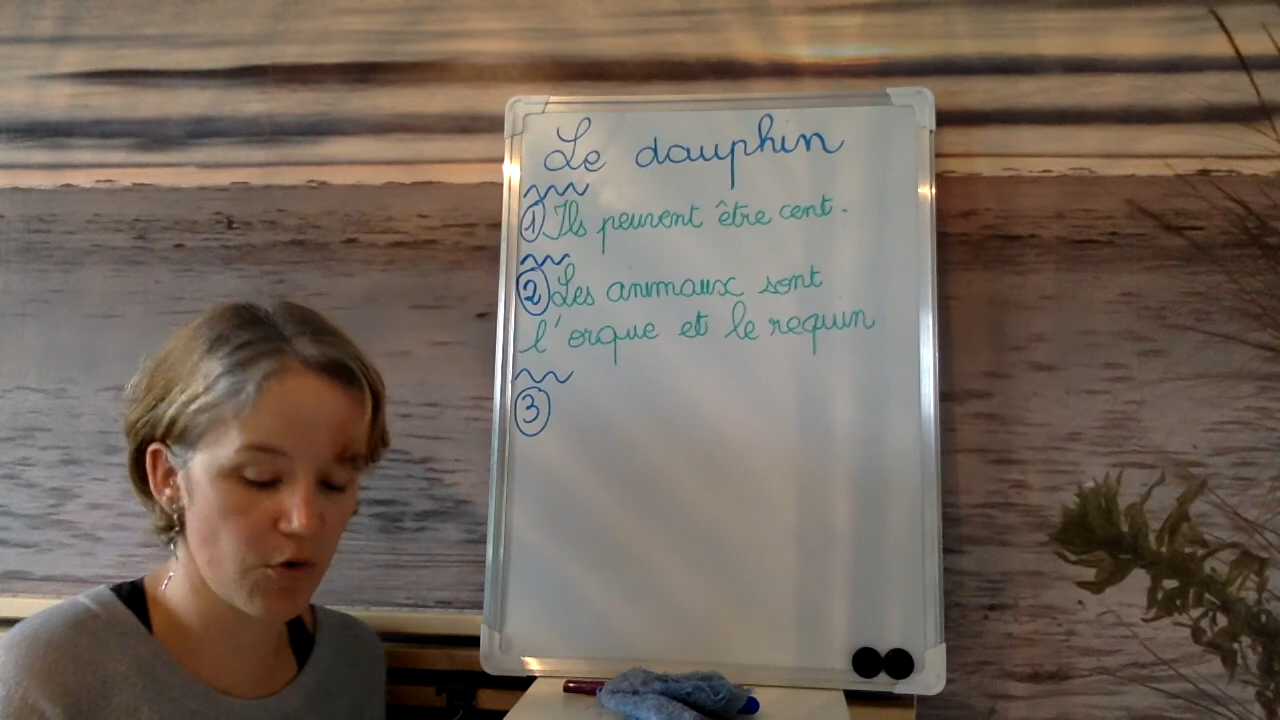 Le dauphin
① Ils peuvent être cent.
② Les animaux sont
l'orque et le requin
③